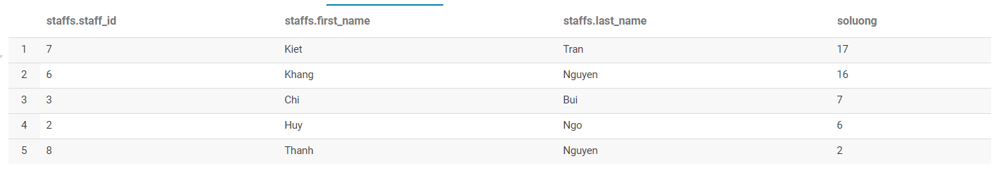 staffs.staff_id staffs.first_name staffs.last_name soluong
1 7 Kiet Tran 17
2 6 Khang Nguyen 16
3 3 Chi Bui 7
4 2 Huy Ngo 6
5 8 Thanh Nguyen 2